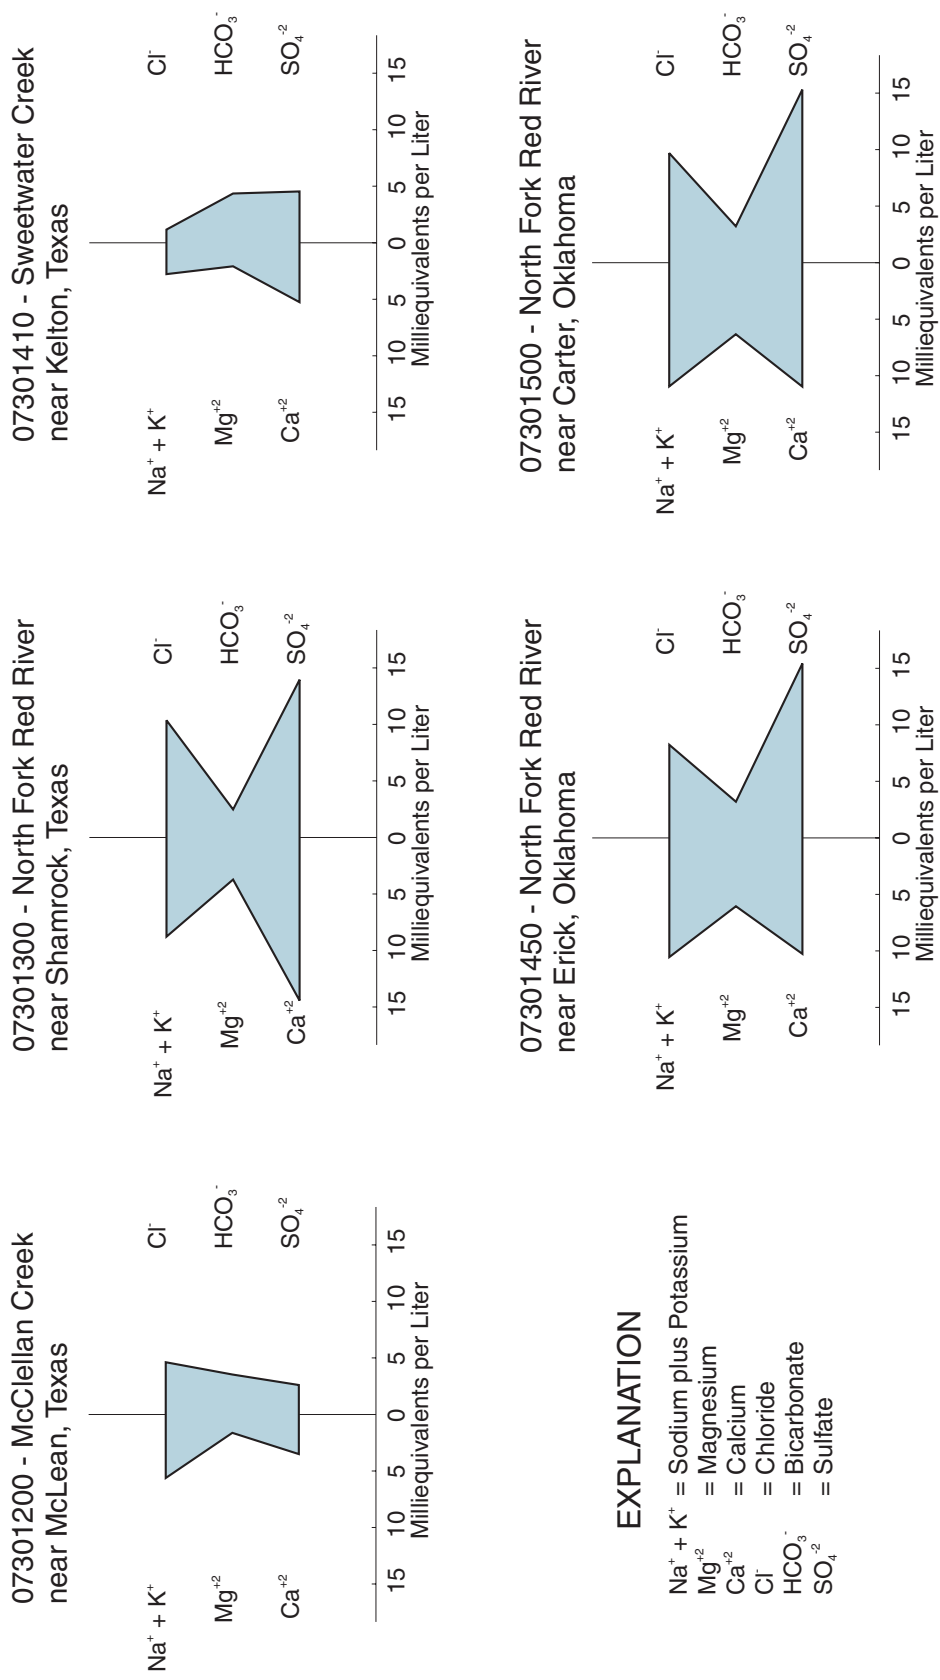 07301200 - McClellan Creek
near McLean, Texas
Na⁺ + K⁺
Cl⁻
Mg⁺²
HCO₃⁻
Ca⁺²
SO₄⁻²
15 10 5 0 5 10 15
Milliequivalents per Liter
07301300 - North Fork Red River
near Shamrock, Texas
Na⁺ + K⁺
Cl⁻
Mg⁺²
HCO₃⁻
Ca⁺²
SO₄⁻²
15 10 5 0 5 10 15
Milliequivalents per Liter
07301410 - Sweetwater Creek
near Kelton, Texas
Na⁺ + K⁺
Cl⁻
Mg⁺²
HCO₃⁻
Ca⁺²
SO₄⁻²
15 10 5 0 5 10 15
Milliequivalents per Liter
EXPLANATION
Na⁺ + K⁺ = Sodium plus Potassium
Mg⁺² = Magnesium
Ca⁺² = Calcium
Cl⁻ = Chloride
HCO₃⁻ = Bicarbonate
SO₄⁻² = Sulfate
07301450 - North Fork Red River
near Erick, Oklahoma
Na⁺ + K⁺
Cl⁻
Mg⁺²
HCO₃⁻
Ca⁺²
SO₄⁻²
15 10 5 0 5 10 15
Milliequivalents per Liter
07301500 - North Fork Red River
near Carter, Oklahoma
Na⁺ + K⁺
Cl⁻
Mg⁺²
HCO₃⁻
Ca⁺²
SO₄⁻²
15 10 5 0 5 10 15
Milliequivalents per Liter